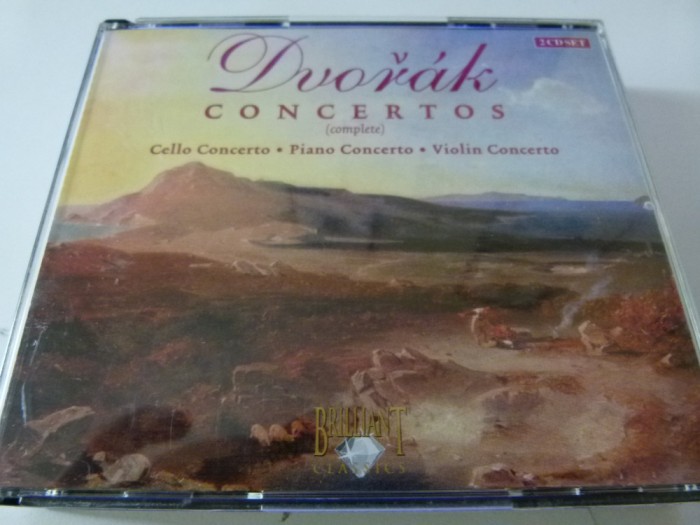 2 CD SET
Dvořák
CONCERTOS
(complete)
Cello Concerto • Piano Concerto • Violin Concerto
BRILLIANT
CLASSICS